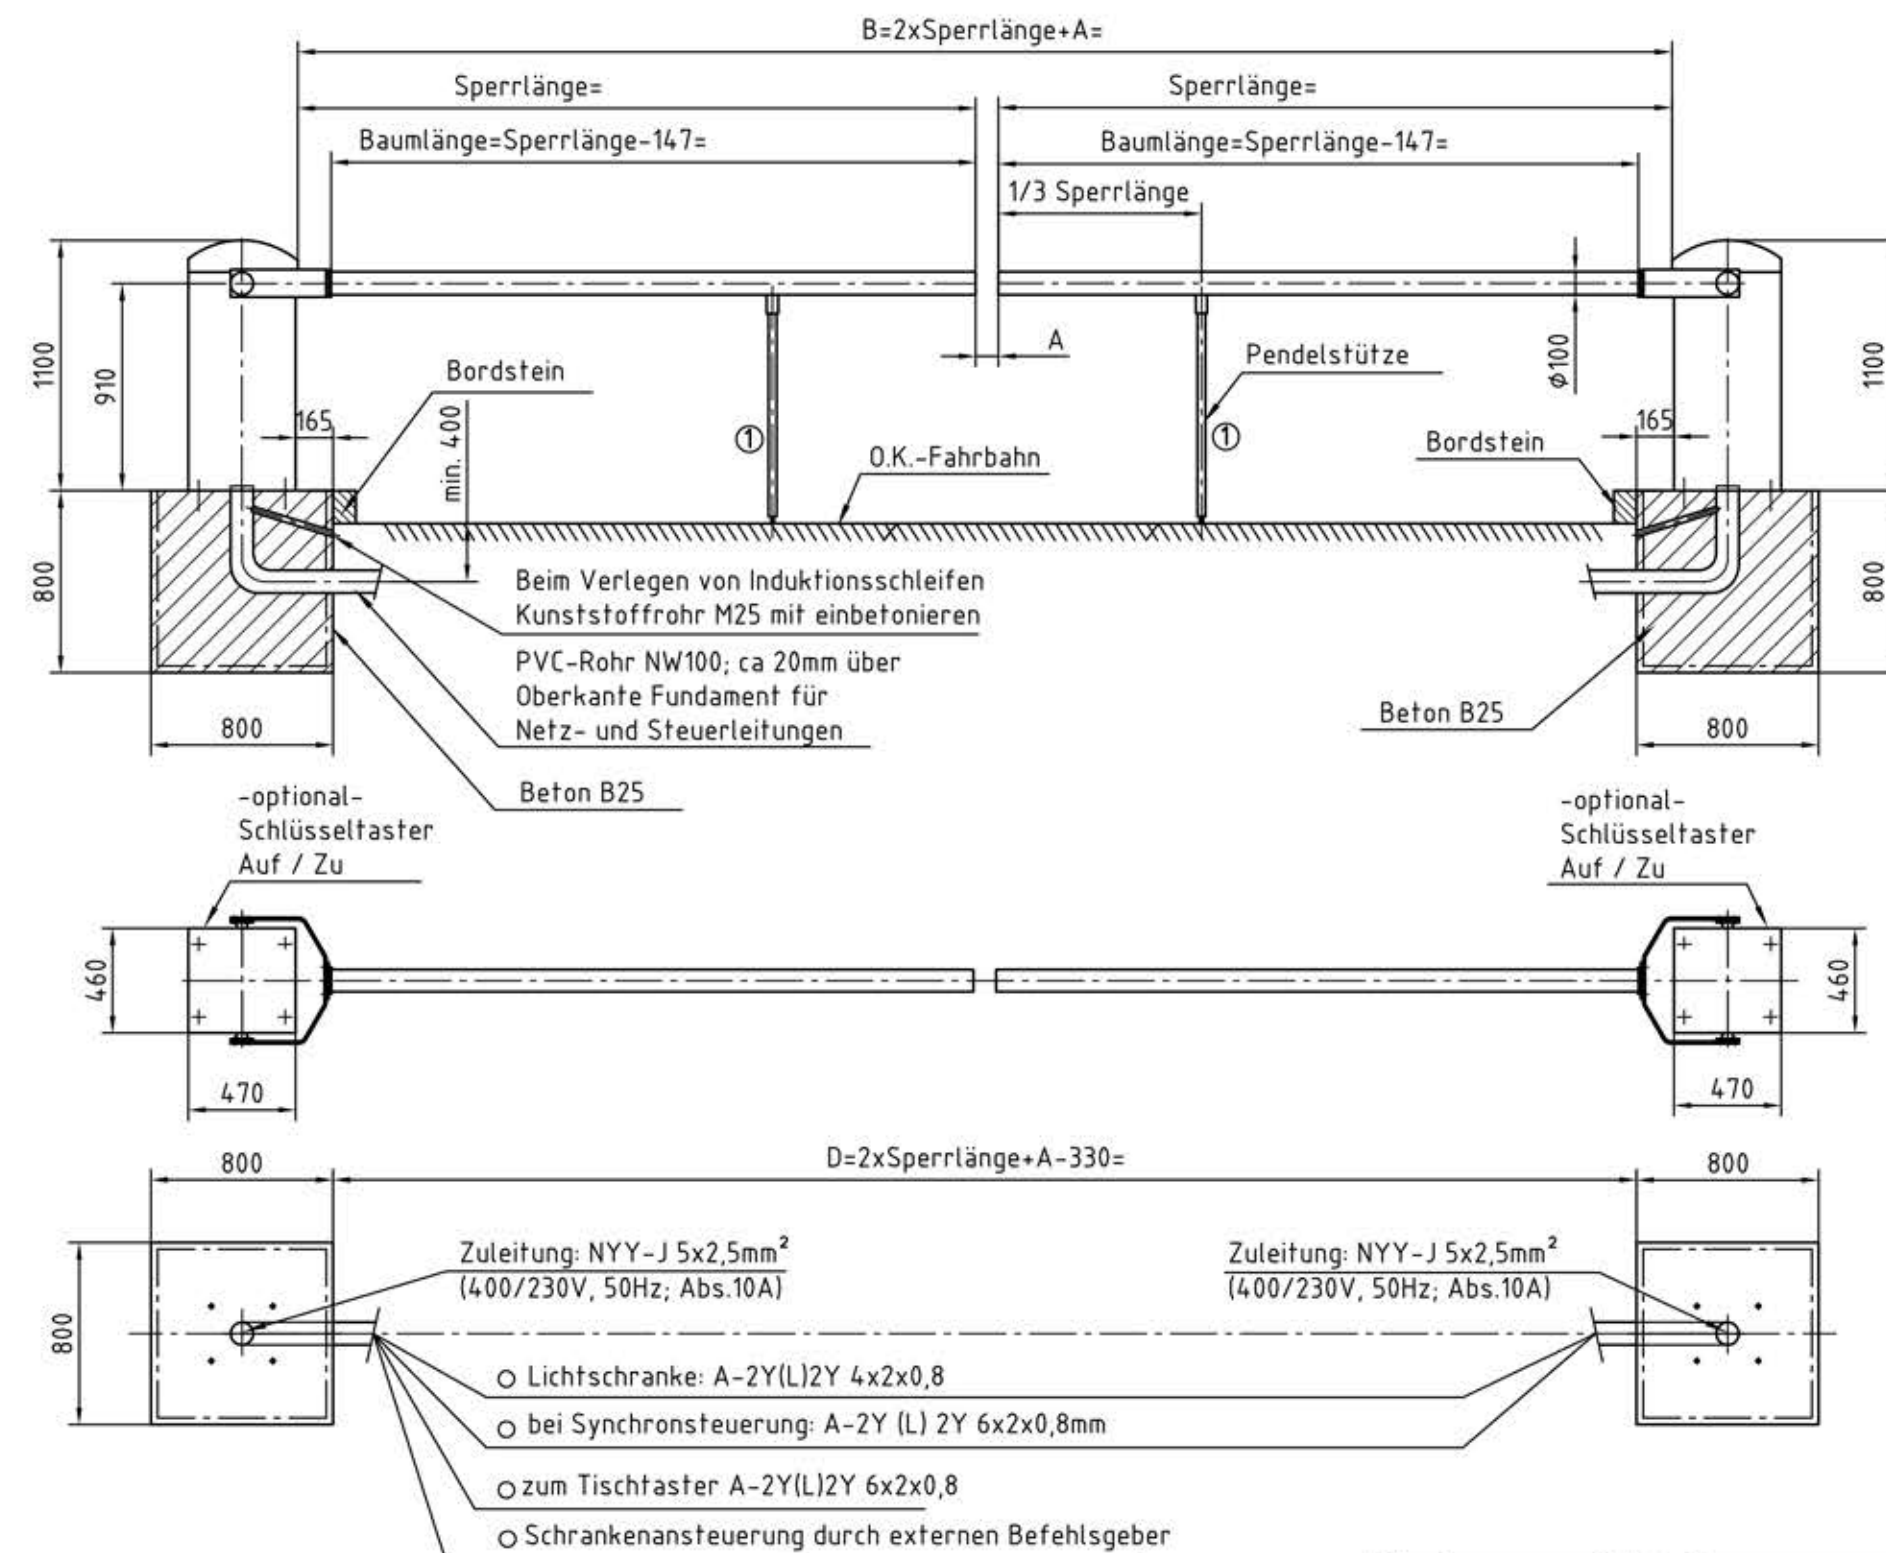 B=2xSperrlänge+A=
Sperrlänge=
Sperrlänge=
Baumlänge=Sperrlänge-147=
Baumlänge=Sperrlänge-147=
1/3 Sperrlänge
1100
910
165
Bordstein
min. 400
1
A
Pendelstütze
1
O.K.-Fahrbahn
Ø100
165
Bordstein
1100
800
800
Beim Verlegen von Induktionsschleifen
Kunststoffrohr M25 mit einbetonieren
PVC-Rohr NW100; ca 20mm über
Oberkante Fundament für
Netz- und Steuerleitungen
800
Beton B25
Beton B25
800
-optional-
Schlüsseltaster
Auf / Zu
-optional-
Schlüsseltaster
Auf / Zu
460
470
460
470
800
D=2xSperrlänge+A-330=
800
800
Zuleitung: NYY-J 5x2,5mm²
(400/230V, 50Hz; Abs.10A)
Zuleitung: NYY-J 5x2,5mm²
(400/230V, 50Hz; Abs.10A)
Lichtschranke: A-2Y(L)2Y 4x2x0,8
bei Synchronsteuerung: A-2Y (L) 2Y 6x2x0,8mm
zum Tischtaster A-2Y(L)2Y 6x2x0,8
Schrankenansteuerung durch externen Befehlsgeber